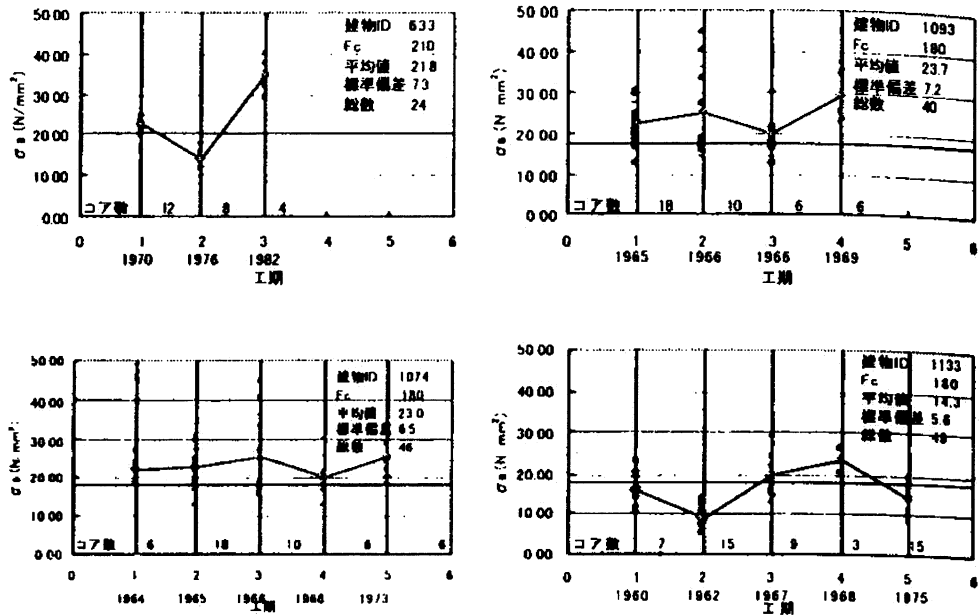 50 00
40 00
30 00
20 00
10 00
0.00
σ B (N/mm²)
建物ID 633
Fc 210
平均値 21.8
標準偏差 7.3
総数 24
コア数 12 8 4
0 1 2 3 4 5 6
1970 1976 1982
工期
50 00
40 00
30 00
20 00
10 00
0 00
σ B (N mm²)
建物ID 1093
Fc 180
平均値 23.7
標準偏差 7.2
総数 40
コア数 18 10 6 6
0 1 2 3 4 5 6
1965 1966 1966 1969
工期
50 00
40 00
30 00
20 00
10 00
0 00
σ B (N mm²)
建物ID 1074
Fc 180
平均値 23.0
標準偏差 6.5
総数 46
コア数 6 18 10 6 6
0 1 2 3 4 5 6
1964 1965 1966 1968 1973
工期
50 00
40 00
30 00
20 00
10 00
0 00
σ B (N mm²)
建物ID 1133
Fc 180
平均値 14.3
標準偏差 5.6
総数 49
コア数 7 15 9 3 15
0 1 2 3 4 5 6
1960 1962 1967 1968 1975
工期